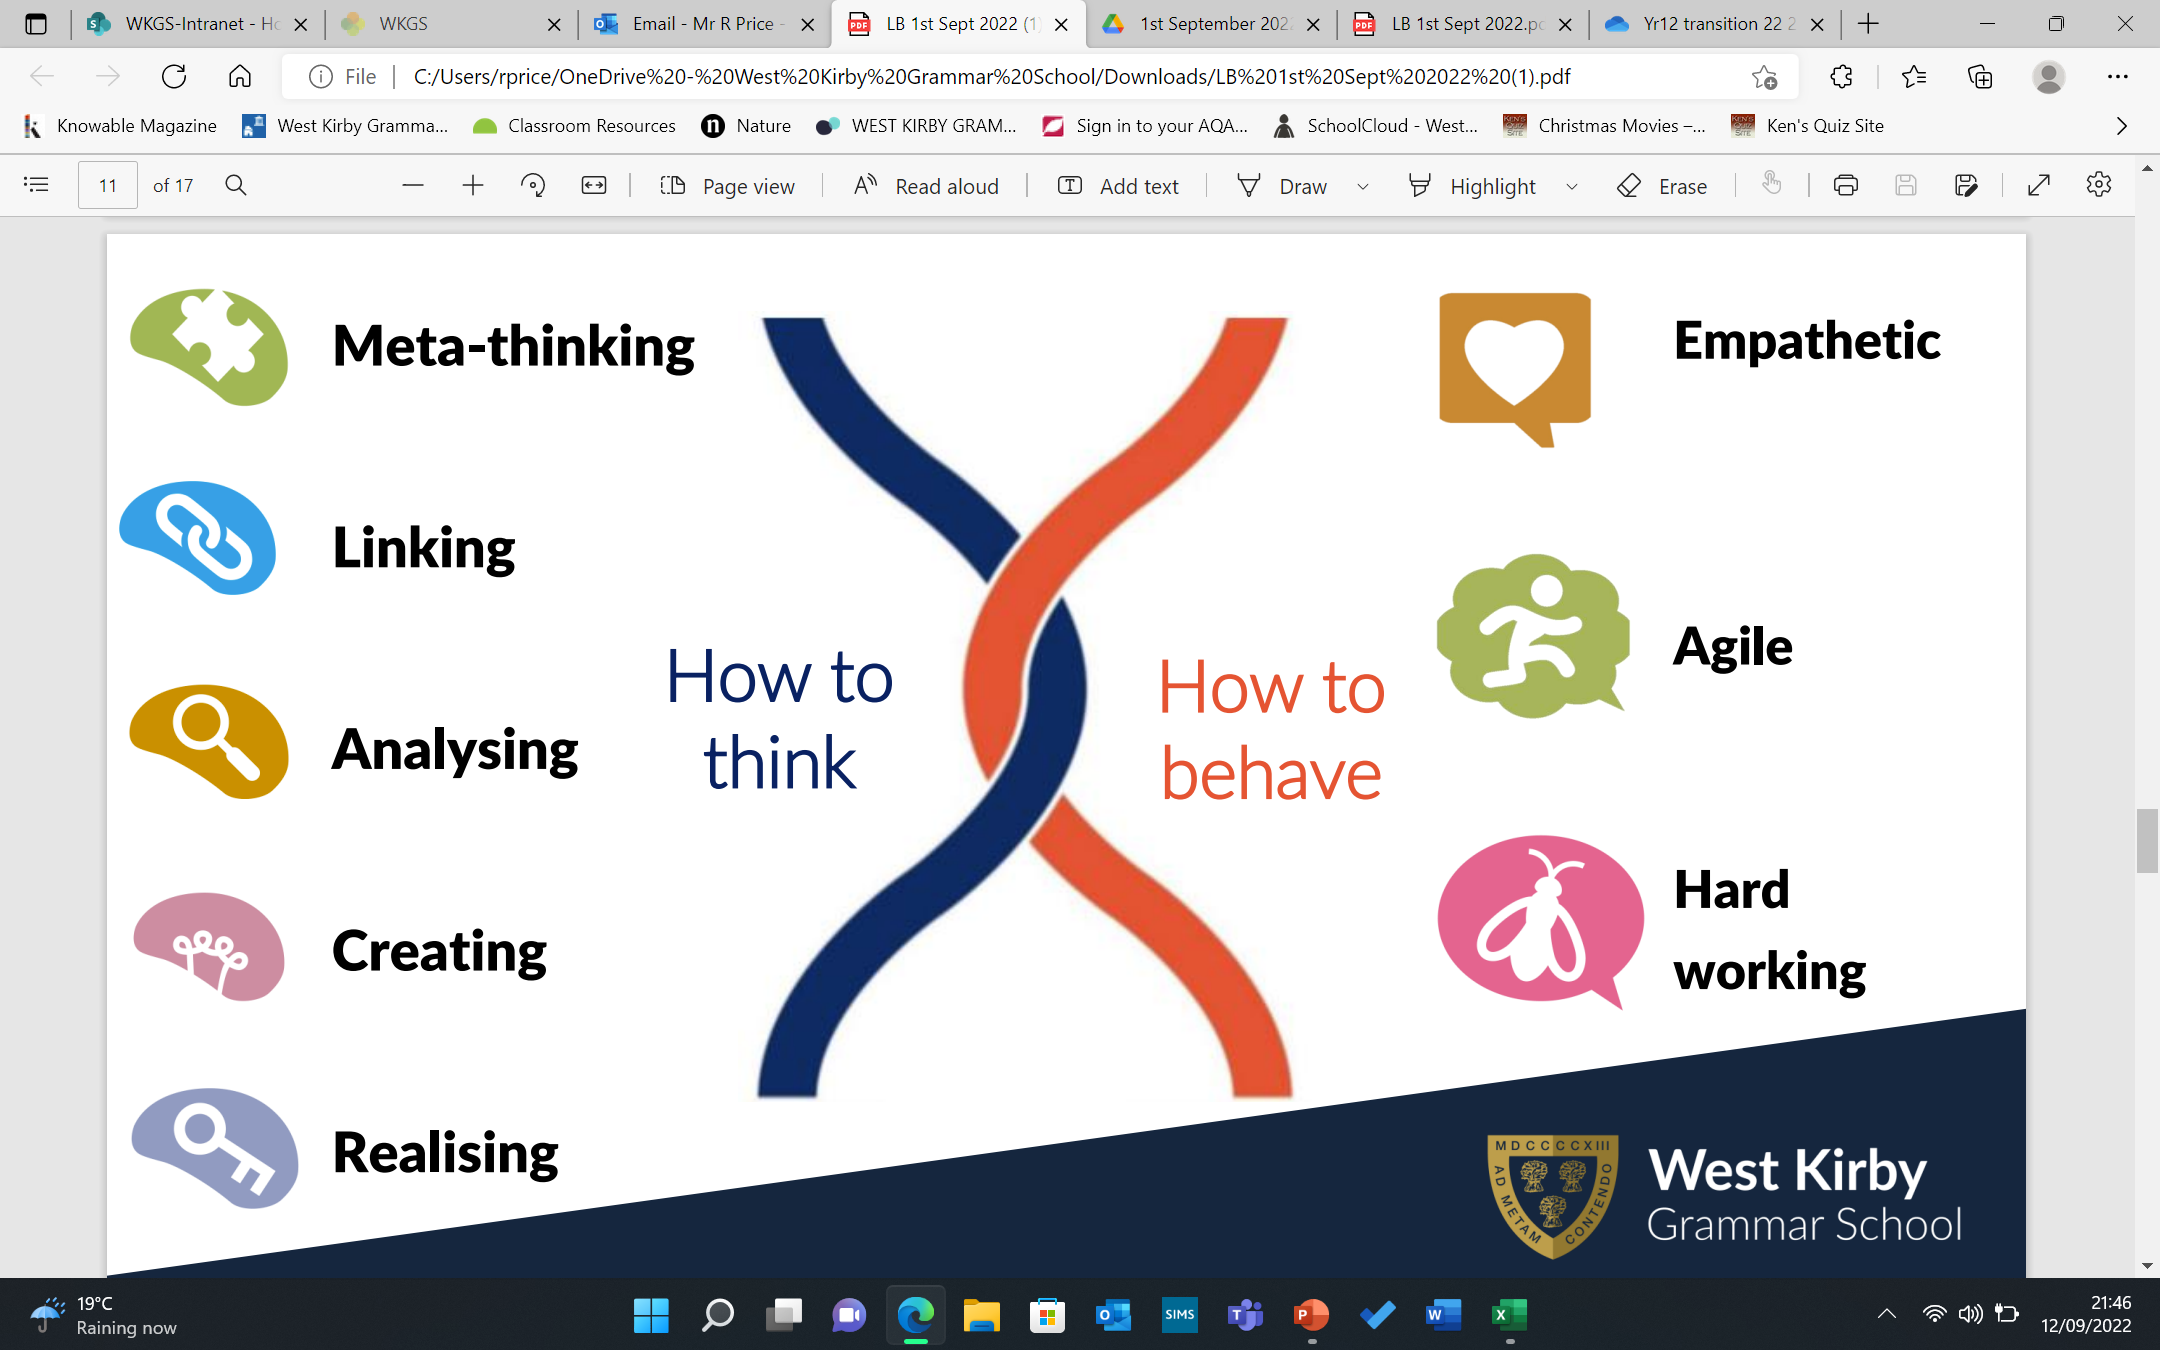 WKGS-Intranet - Ho
WKGS
Email - Mr R Price -
LB 1st Sept 2022 (1)
1st September 202
LB 1st Sept 2022.p
Yr12 transition 22 2
File
C:/Users/rprice/OneDrive%20-%20West%20Kirby%20Grammar%20School/Downloads/LB%201st%20Sept%202022%20(1).pdf
Knowable Magazine
West Kirby Gramma...
Classroom Resources
Nature
WEST KIRBY GRAM...
Sign in to your AQA...
SchoolCloud - West...
Christmas Movies –...
Ken's Quiz Site
11 of 17
Page view
Read aloud
Add text
Draw
Highlight
Erase
Meta-thinking
Linking
Analysing
Creating
Realising
How to
think
How to
behave
Empathetic
Agile
Hard
working
MDCCCCXIII
AD METAM CONTENDO
West Kirby
Grammar School
19°C
Raining now
SIMS
21:46
12/09/2022